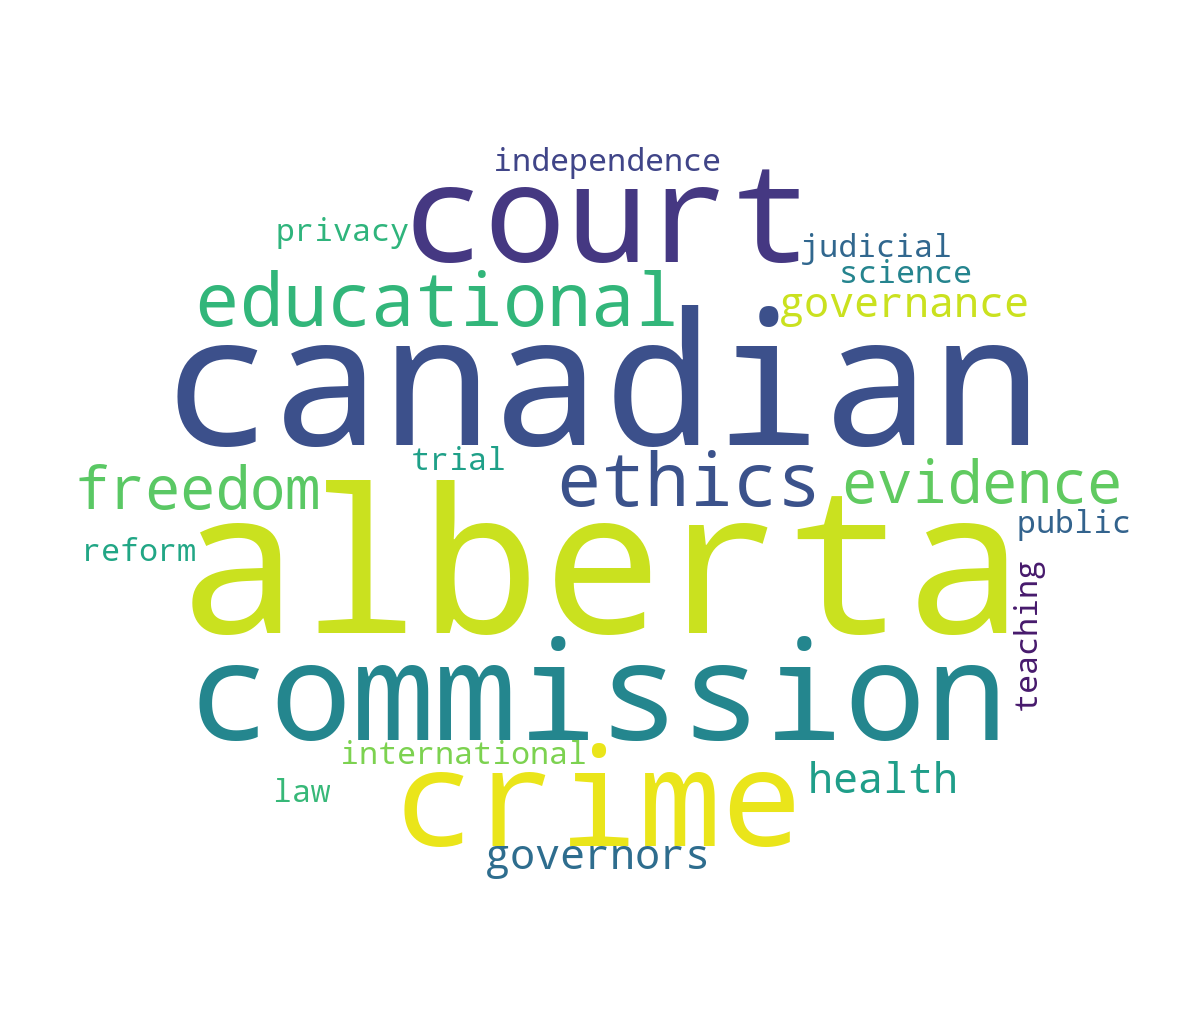 independence
court
privacy
judicial
science
educational
governance
canadian
trial
ethics
freedom
evidence
alberta
public
reform
teaching
commission
international
crime
health
law
governors